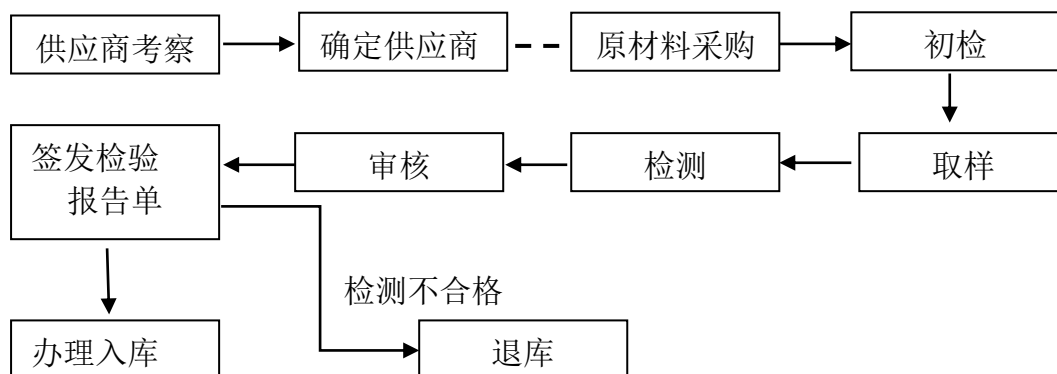 供应商考察
确定供应商
原材料采购
初检
取样
检测
审核
签发检验
报告单
检测不合格
办理入库
退库